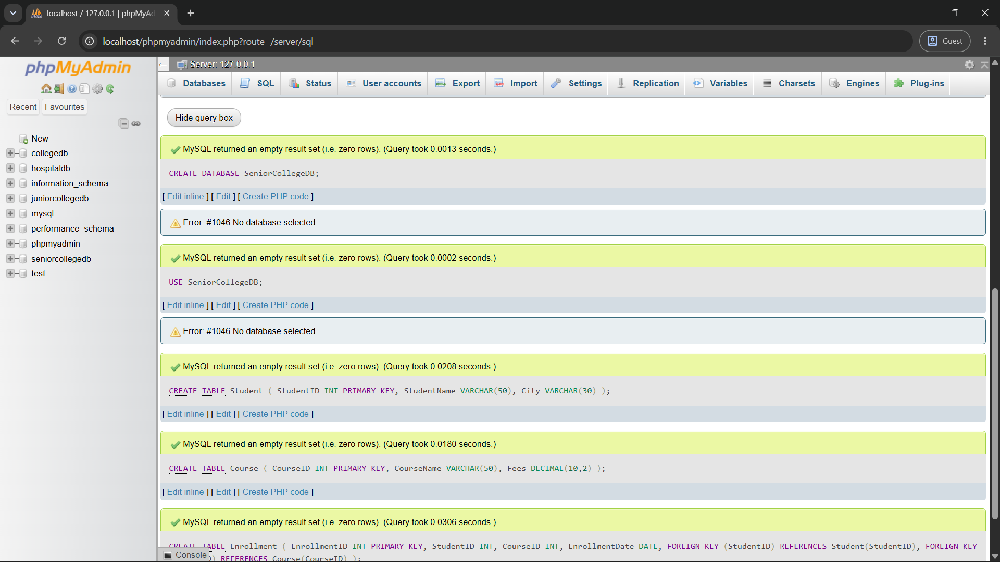 localhost / 127.0.0.1 | phpMyAd
localhost/phpmyadmin/index.php?route=/server/sql
Guest
phpMyAdmin
Recent
Favourites
New
collegedb
hospitaldb
information_schema
juniorcollegedb
mysql
performance_schema
phpmyadmin
seniorcollegedb
test
Server: 127.0.0.1
Databases
SQL
Status
User accounts
Export
Import
Settings
Replication
Variables
Charsets
Engines
Plug-ins
Hide query box
MySQL returned an empty result set (i.e. zero rows). (Query took 0.0013 seconds.)
CREATE DATABASE SeniorCollegeDB;
[ Edit inline ] [ Edit ] [ Create PHP code ]
Error: #1046 No database selected
MySQL returned an empty result set (i.e. zero rows). (Query took 0.0002 seconds.)
USE SeniorCollegeDB;
[ Edit inline ] [ Edit ] [ Create PHP code ]
Error: #1046 No database selected
MySQL returned an empty result set (i.e. zero rows). (Query took 0.0208 seconds.)
CREATE TABLE Student ( StudentID INT PRIMARY KEY, StudentName VARCHAR(50), City VARCHAR(30) );
[ Edit inline ] [ Edit ] [ Create PHP code ]
MySQL returned an empty result set (i.e. zero rows). (Query took 0.0180 seconds.)
CREATE TABLE Course ( CourseID INT PRIMARY KEY, CourseName VARCHAR(50), Fees DECIMAL(10,2) );
[ Edit inline ] [ Edit ] [ Create PHP code ]
MySQL returned an empty result set (i.e. zero rows). (Query took 0.0306 seconds.)
CREATE TABLE Enrollment ( EnrollmentID INT PRIMARY KEY, StudentID INT, CourseID INT, EnrollmentDate DATE, FOREIGN KEY (StudentID) REFERENCES Student(StudentID), FOREIGN KEY
) REFERENCES Course(CourseID) );
Console